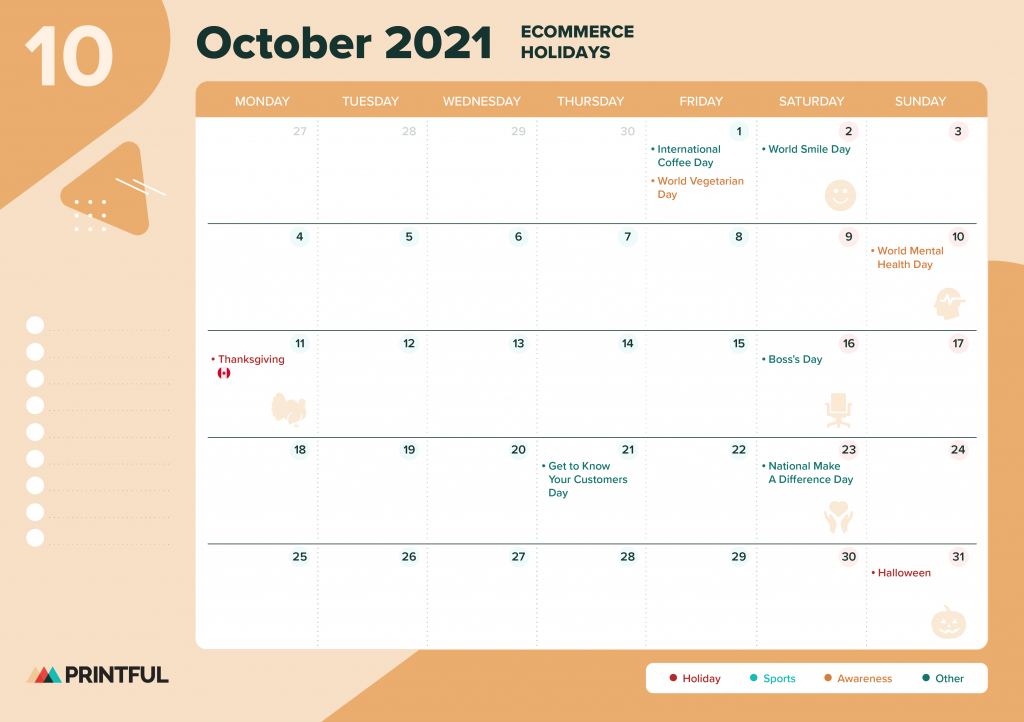 10
October 2021
ECOMMERCE
HOLIDAYS
MONDAY TUESDAY WEDNESDAY THURSDAY FRIDAY SATURDAY SUNDAY
27 28 29 30 1 2 3
• International
Coffee Day
• World Vegetarian
Day
• World Smile Day
4 5 6 7 8 9 10
• World Mental
Health Day
11 12 13 14 15 16 17
• Thanksgiving
• Boss's Day
18 19 20 21 22 23 24
• Get to Know
Your Customers
Day
• National Make
A Difference Day
25 26 27 28 29 30 31
• Halloween
PRINTFUL
Holiday Sports Awareness Other